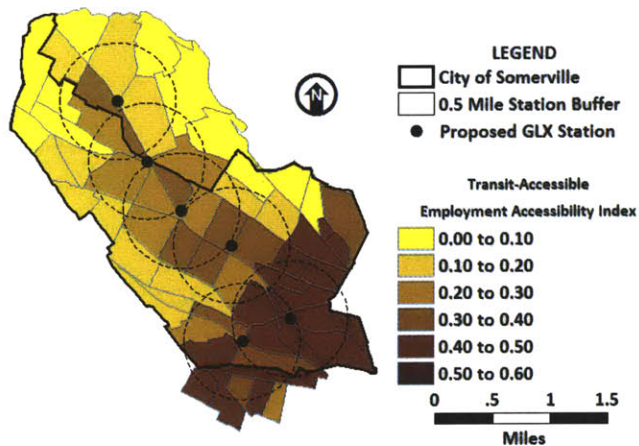 N
LEGEND
City of Somerville
0.5 Mile Station Buffer
Proposed GLX Station
Transit-Accessible
Employment Accessibility Index
0.00 to 0.10
0.10 to 0.20
0.20 to 0.30
0.30 to 0.40
0.40 to 0.50
0.50 to 0.60
0 .5 1 1.5
Miles